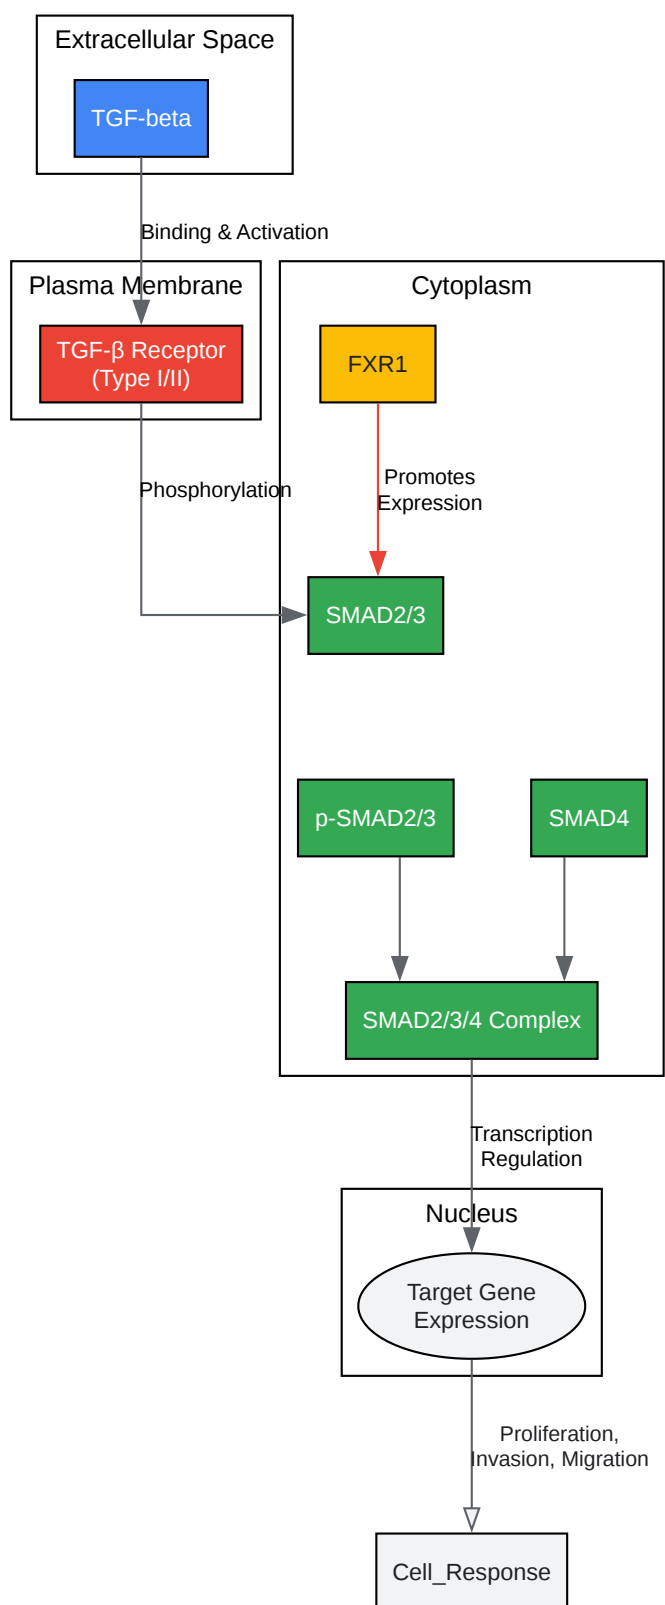 Extracellular Space
TGF-beta
Binding & Activation
Plasma Membrane
TGF-β Receptor
(Type I/II)
Cytoplasm
FXR1
Phosphorylation
Promotes
Expression
SMAD2/3
p-SMAD2/3
SMAD4
SMAD2/3/4 Complex
Transcription
Regulation
Nucleus
Target Gene
Expression
Proliferation,
Invasion, Migration
Cell_Response